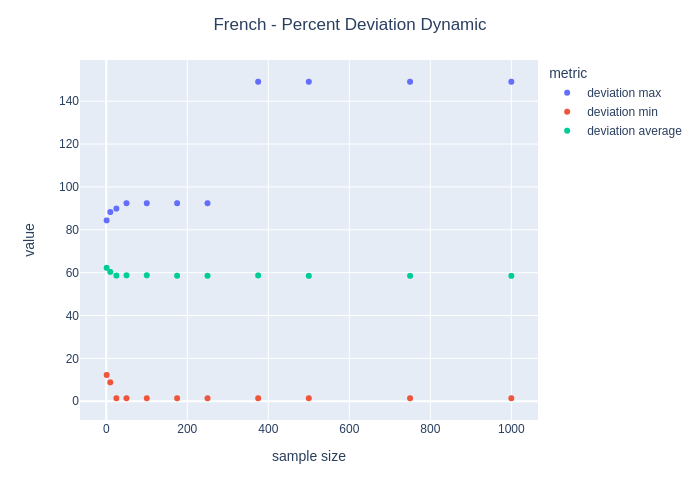 French - Percent Deviation Dynamic
metric
deviation max
deviation min
deviation average
value
140
120
100
80
60
40
20
0
0 200 400 600 800 1000
sample size